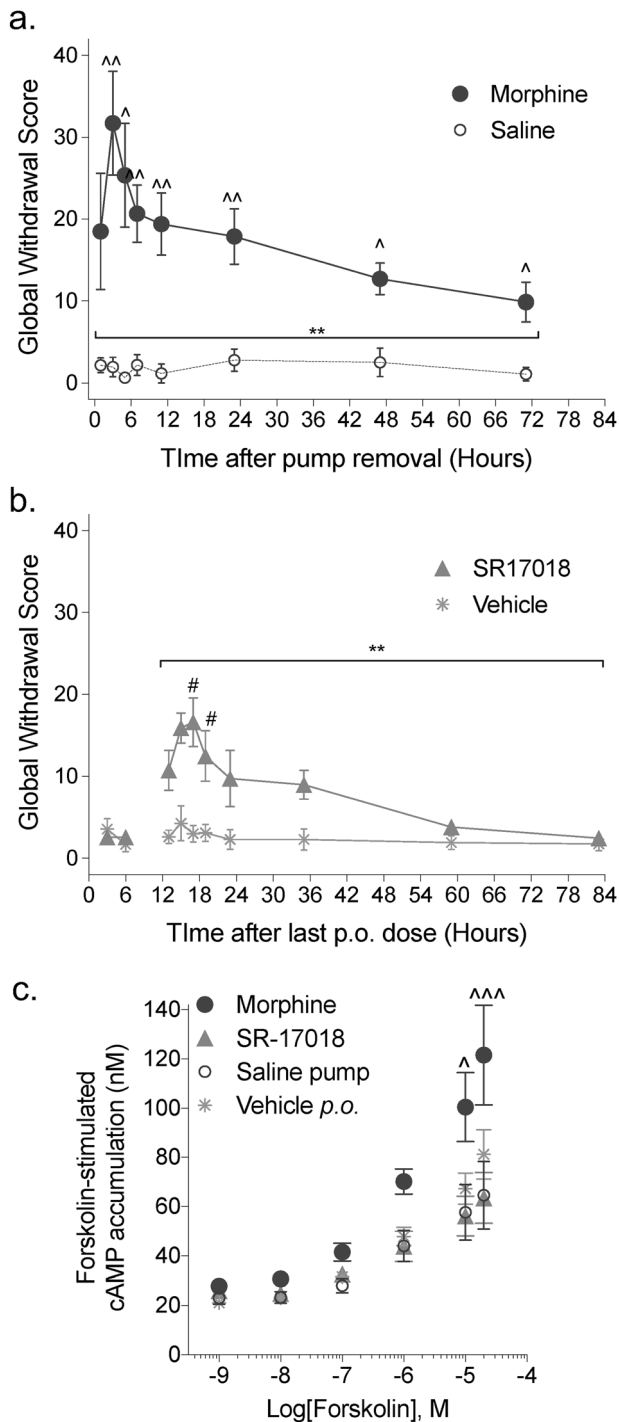 a.
Global Withdrawal Score
40
30
20
10
0
^^
^
^^
^^
^^
^
^
**
Morphine
Saline
0 6 12 18 24 30 36 42 48 54 60 66 72 78 84
TIme after pump removal (Hours)
b.
Global Withdrawal Score
40
30
20
10
0
SR17018
Vehicle
**
#
#
0 6 12 18 24 30 36 42 48 54 60 66 72 78 84
TIme after last p.o. dose (Hours)
c.
Forskolin-stimulated
cAMP accumulation (nM)
140
120
100
80
60
40
20
0
Morphine
SR-17018
Saline pump
Vehicle p.o.
^^^
^
-9 -8 -7 -6 -5 -4
Log[Forskolin], M